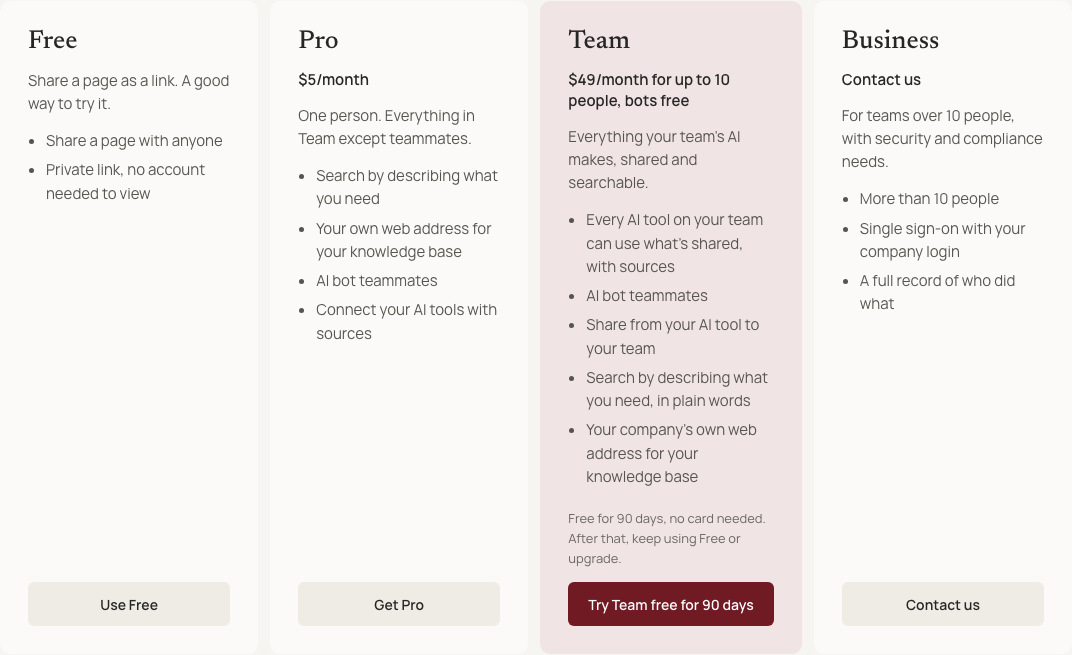 Free
Share a page as a link. A good
way to try it.
• Share a page with anyone
• Private link, no account
needed to view
Use Free
Pro
$5/month
One person. Everything in
Team except teammates.
• Search by describing what
you need
• Your own web address for
your knowledge base
• AI bot teammates
• Connect your AI tools with
sources
Get Pro
Team
$49/month for up to 10
people, bots free
Everything your team's AI
makes, shared and
searchable.
• Every AI tool on your team
can use what's shared,
with sources
• AI bot teammates
• Share from your AI tool to
your team
• Search by describing what
you need, in plain words
• Your company's own web
address for your
knowledge base
Free for 90 days, no card needed.
After that, keep using Free or
upgrade.
Try Team free for 90 days
Business
Contact us
For teams over 10 people,
with security and compliance
needs.
• More than 10 people
• Single sign-on with your
company login
• A full record of who did
what
Contact us